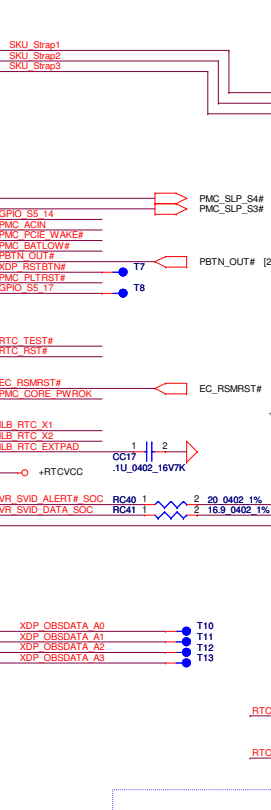 SKU_Strap1
SKU_Strap2
SKU_Strap3
PMC_SLP_S4#
PMC_SLP_S3#
GPIO_S5_14
PMC_ACIN
PMC_PCIE_WAKE#
PMC_BATLOW#
PBTN_OUT# PBTN_OUT# [2
XDP_RSTBTN# T7
PMC_PLTRST#
GPIO_S5_17 T8
RTC_TEST#
RTC_RST#
EC_RSMRST# EC_RSMRST#
PMC_CORE_PWROK
ILB_RTC_X1
ILB_RTC_X2
ILB_RTC_EXTPAD 1 2
CC17
+RTCVCC .1U_0402_16V7K
VR_SVID_ALERT#_SOC RC40 1 2 20_0402_1%
VR_SVID_DATA_SOC RC41 1 2 16.9_0402_1%
XDP_OBSDATA_A0 T10
XDP_OBSDATA_A1 T11
XDP_OBSDATA_A2 T12
XDP_OBSDATA_A3 T13
RTC
RTC